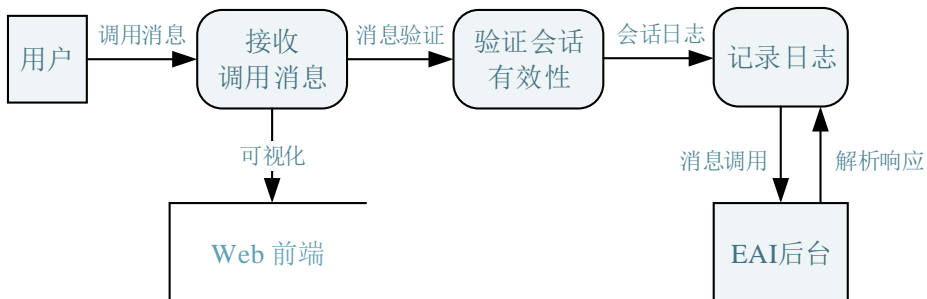 用户
调用消息
接收
调用消息
消息验证
验证会话
有效性
会话日志
记录日志
可视化
消息调用
解析响应
Web 前端
EAI后台